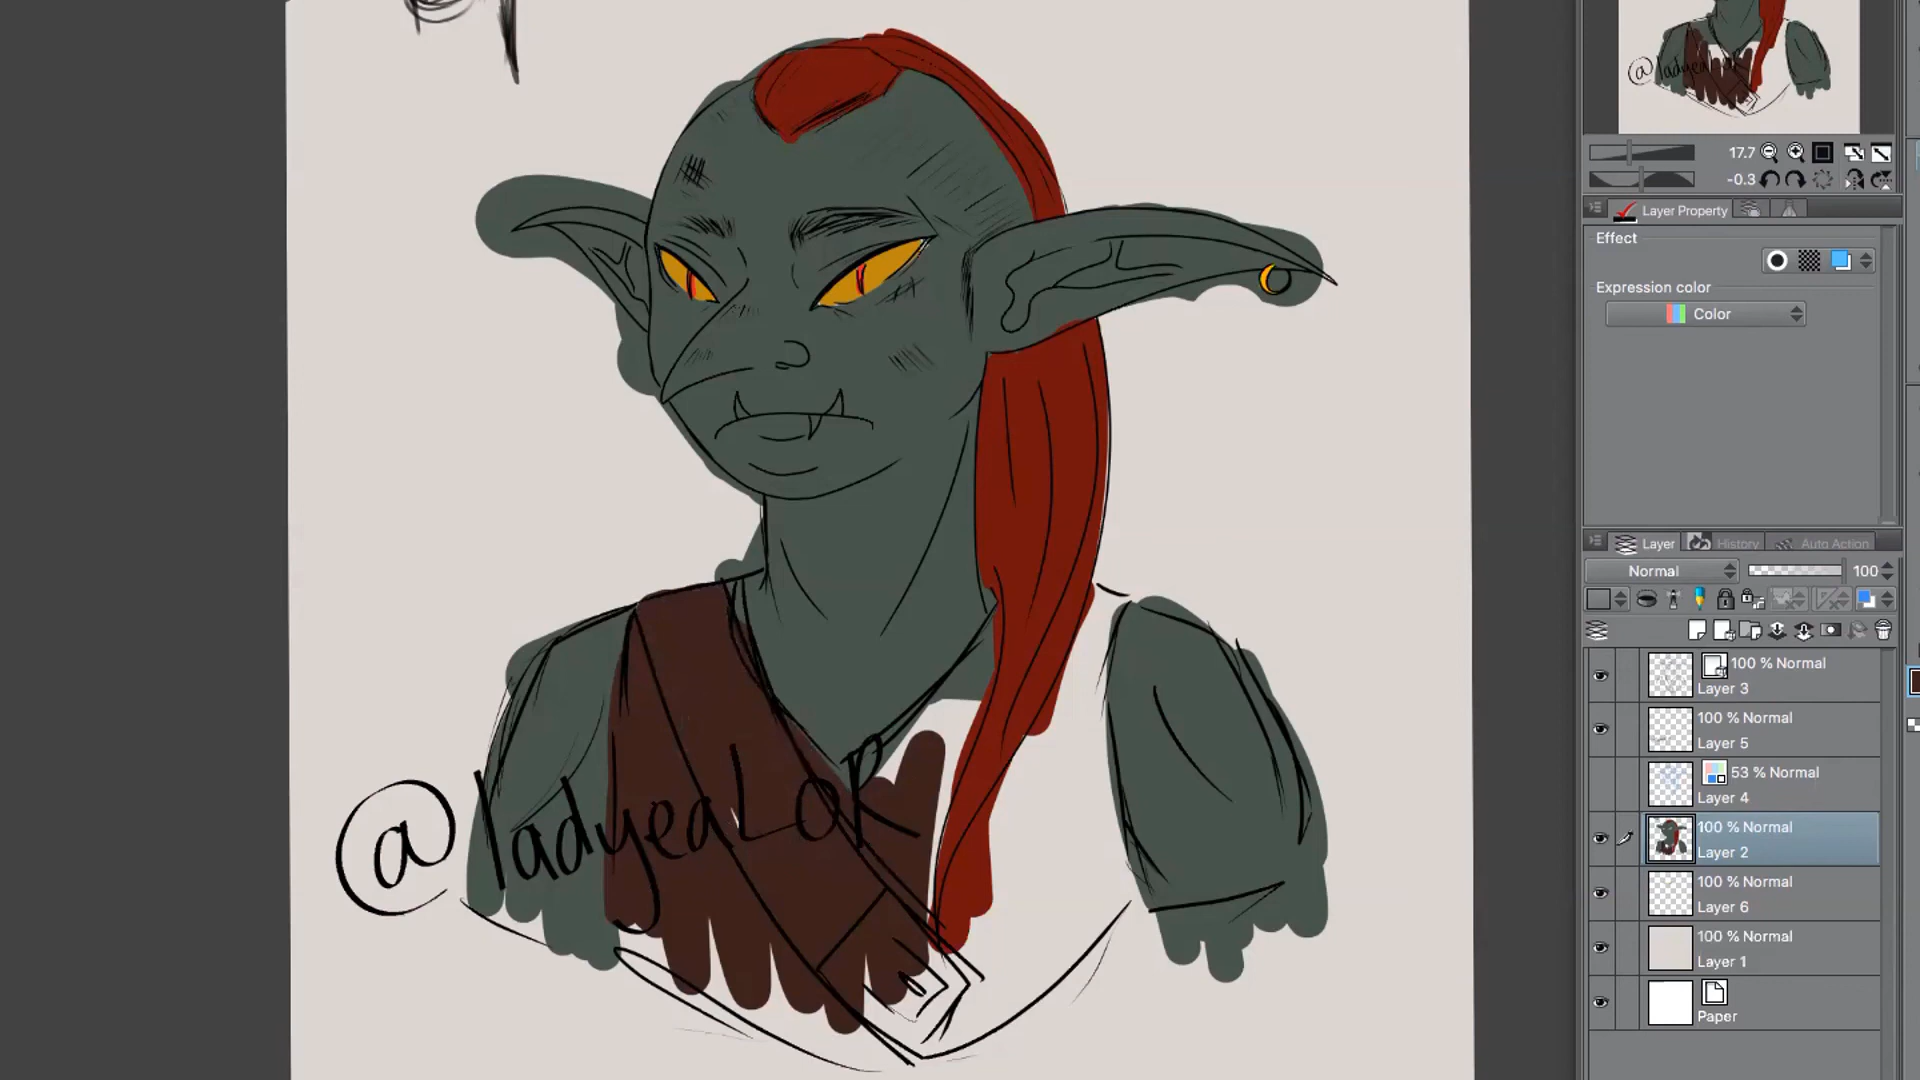 @ladyeaLoR
17.7
-0.3
Layer Property
Effect
Expression color
Color
Layer
History
Auto Action
Normal
100
100 % Normal
Layer 3
100 % Normal
Layer 5
53 % Normal
Layer 4
100 % Normal
Layer 2
100 % Normal
Layer 6
100 % Normal
Layer 1
Paper